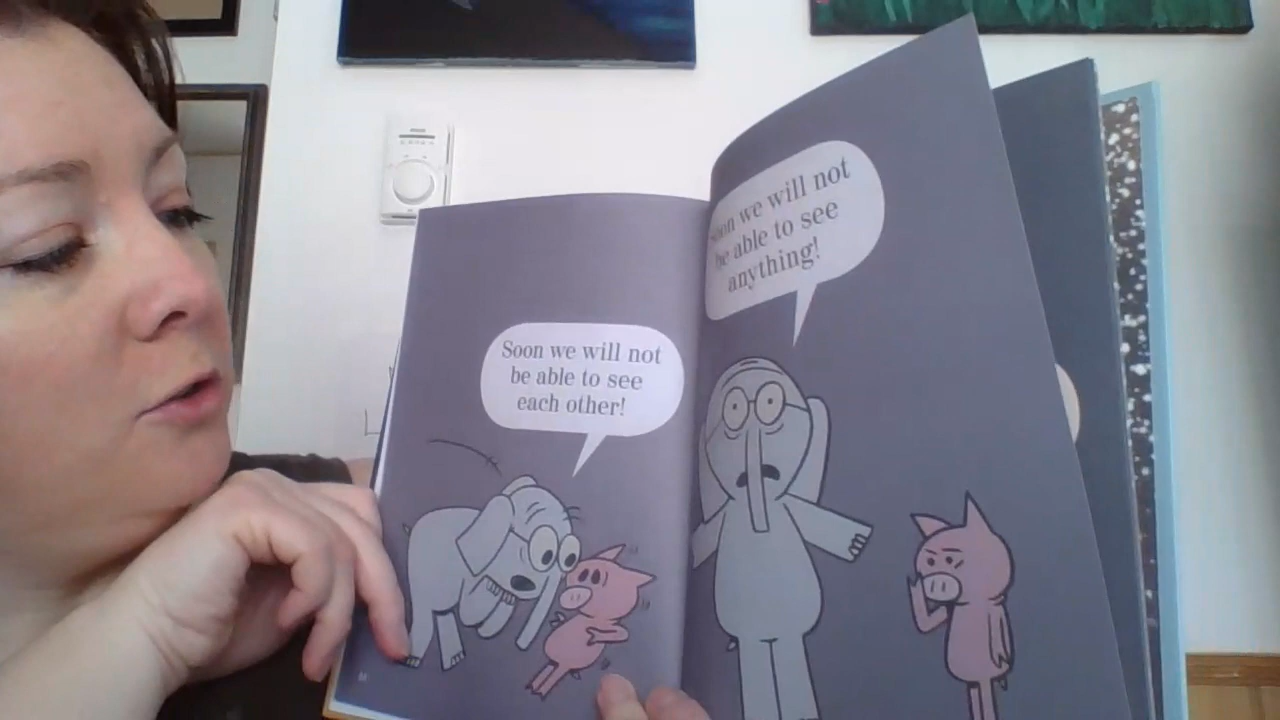 Soon we will not
be able to see
each other!
Soon we will not
be able to see
anything!